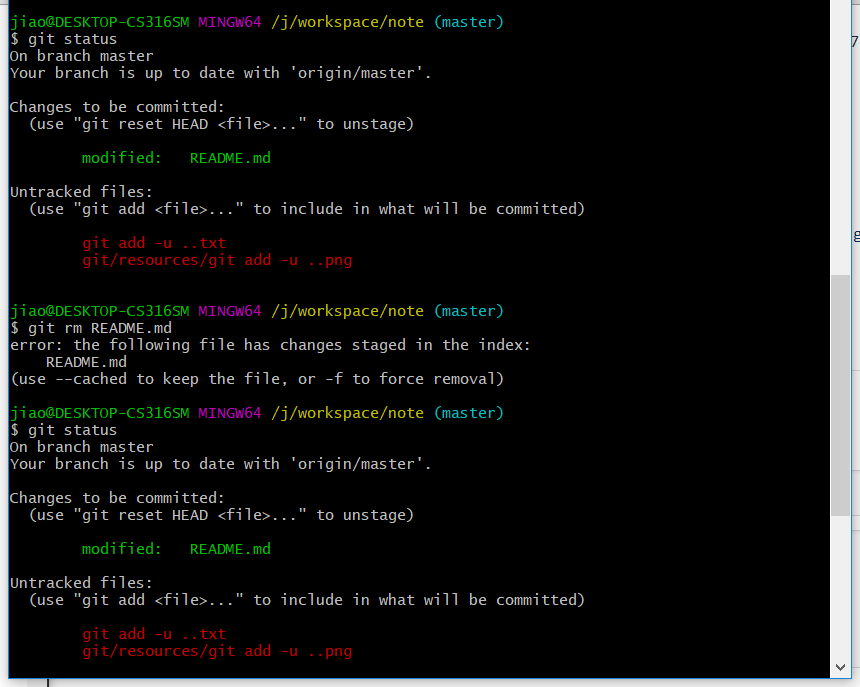 jiao@DESKTOP-CS316SM MINGW64 /j/workspace/note (master)
$ git status
On branch master
Your branch is up to date with 'origin/master'.
Changes to be committed:
(use "git reset HEAD <file>..." to unstage)
modified: README.md
Untracked files:
(use "git add <file>..." to include in what will be committed)
git add -u ..txt
git/resources/git add -u ..png
jiao@DESKTOP-CS316SM MINGW64 /j/workspace/note (master)
$ git rm README.md
error: the following file has changes staged in the index:
README.md
(use --cached to keep the file, or -f to force removal)
jiao@DESKTOP-CS316SM MINGW64 /j/workspace/note (master)
$ git status
On branch master
Your branch is up to date with 'origin/master'.
Changes to be committed:
(use "git reset HEAD <file>..." to unstage)
modified: README.md
Untracked files:
(use "git add <file>..." to include in what will be committed)
git add -u ..txt
git/resources/git add -u ..png